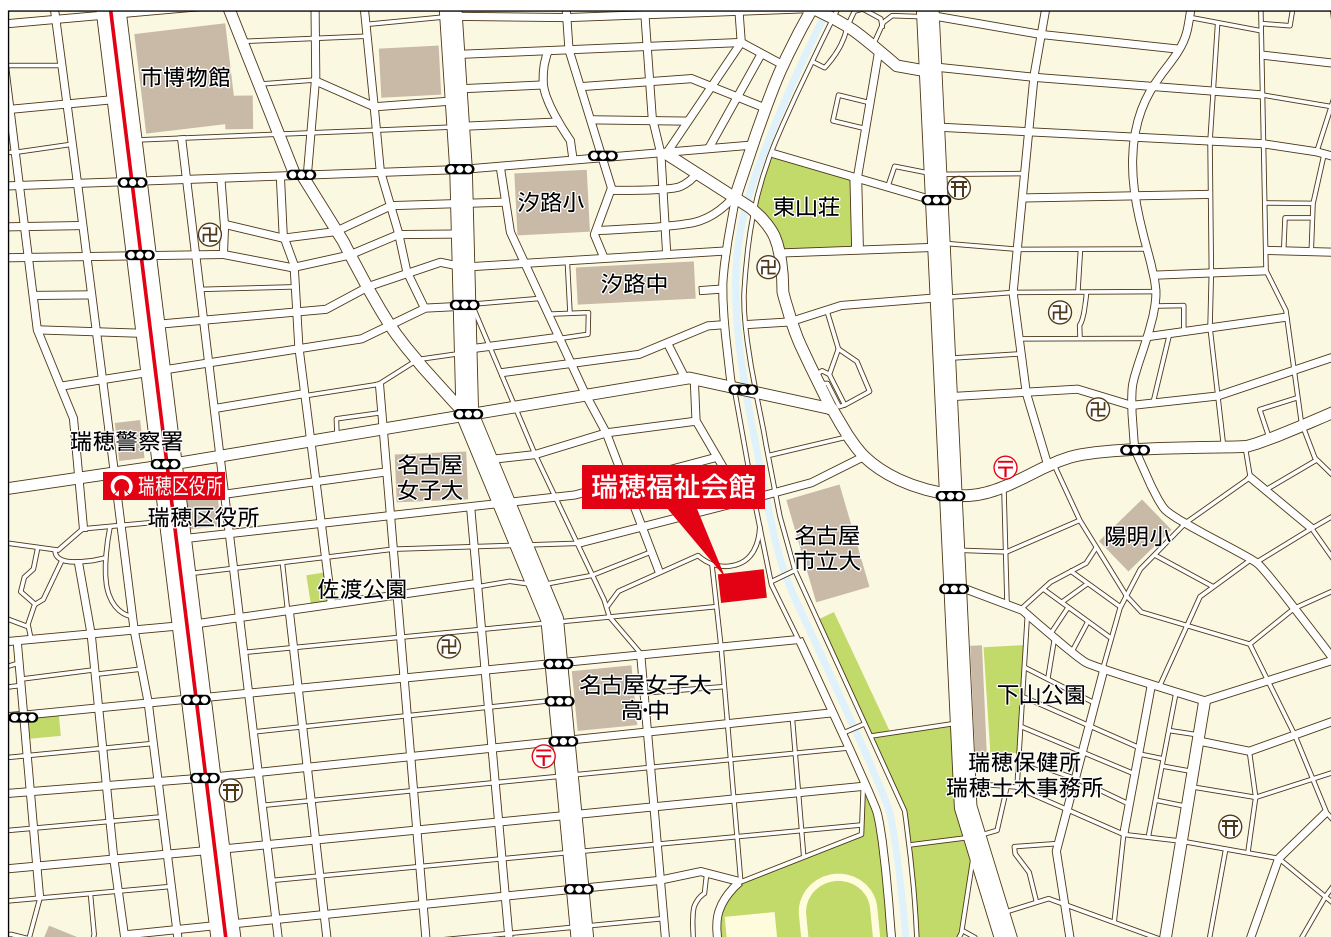 市博物館
汐路小
東山荘
汐路中
瑞穂警察署
名古屋
女子大
瑞穂福祉会館
瑞穂区役所
瑞穂区役所
名古屋
市立大
陽明小
佐渡公園
名古屋女子大
高・中
下山公園
瑞穂保健所
瑞穂土木事務所